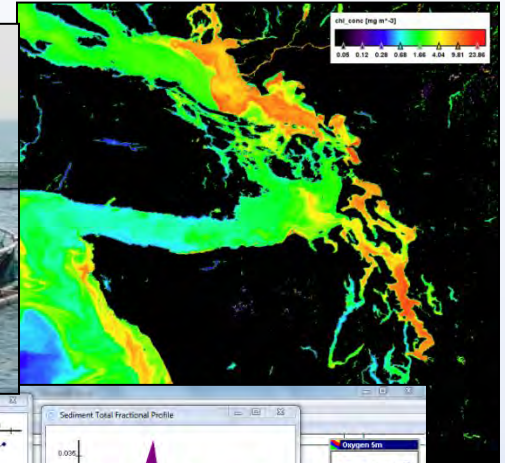 chl_conc [mg m^-3]
0.05 0.12 0.28 0.68 1.66 4.04 9.81 23.86
Sediment Total Fractional Profile
0.035
Oxygen 5m